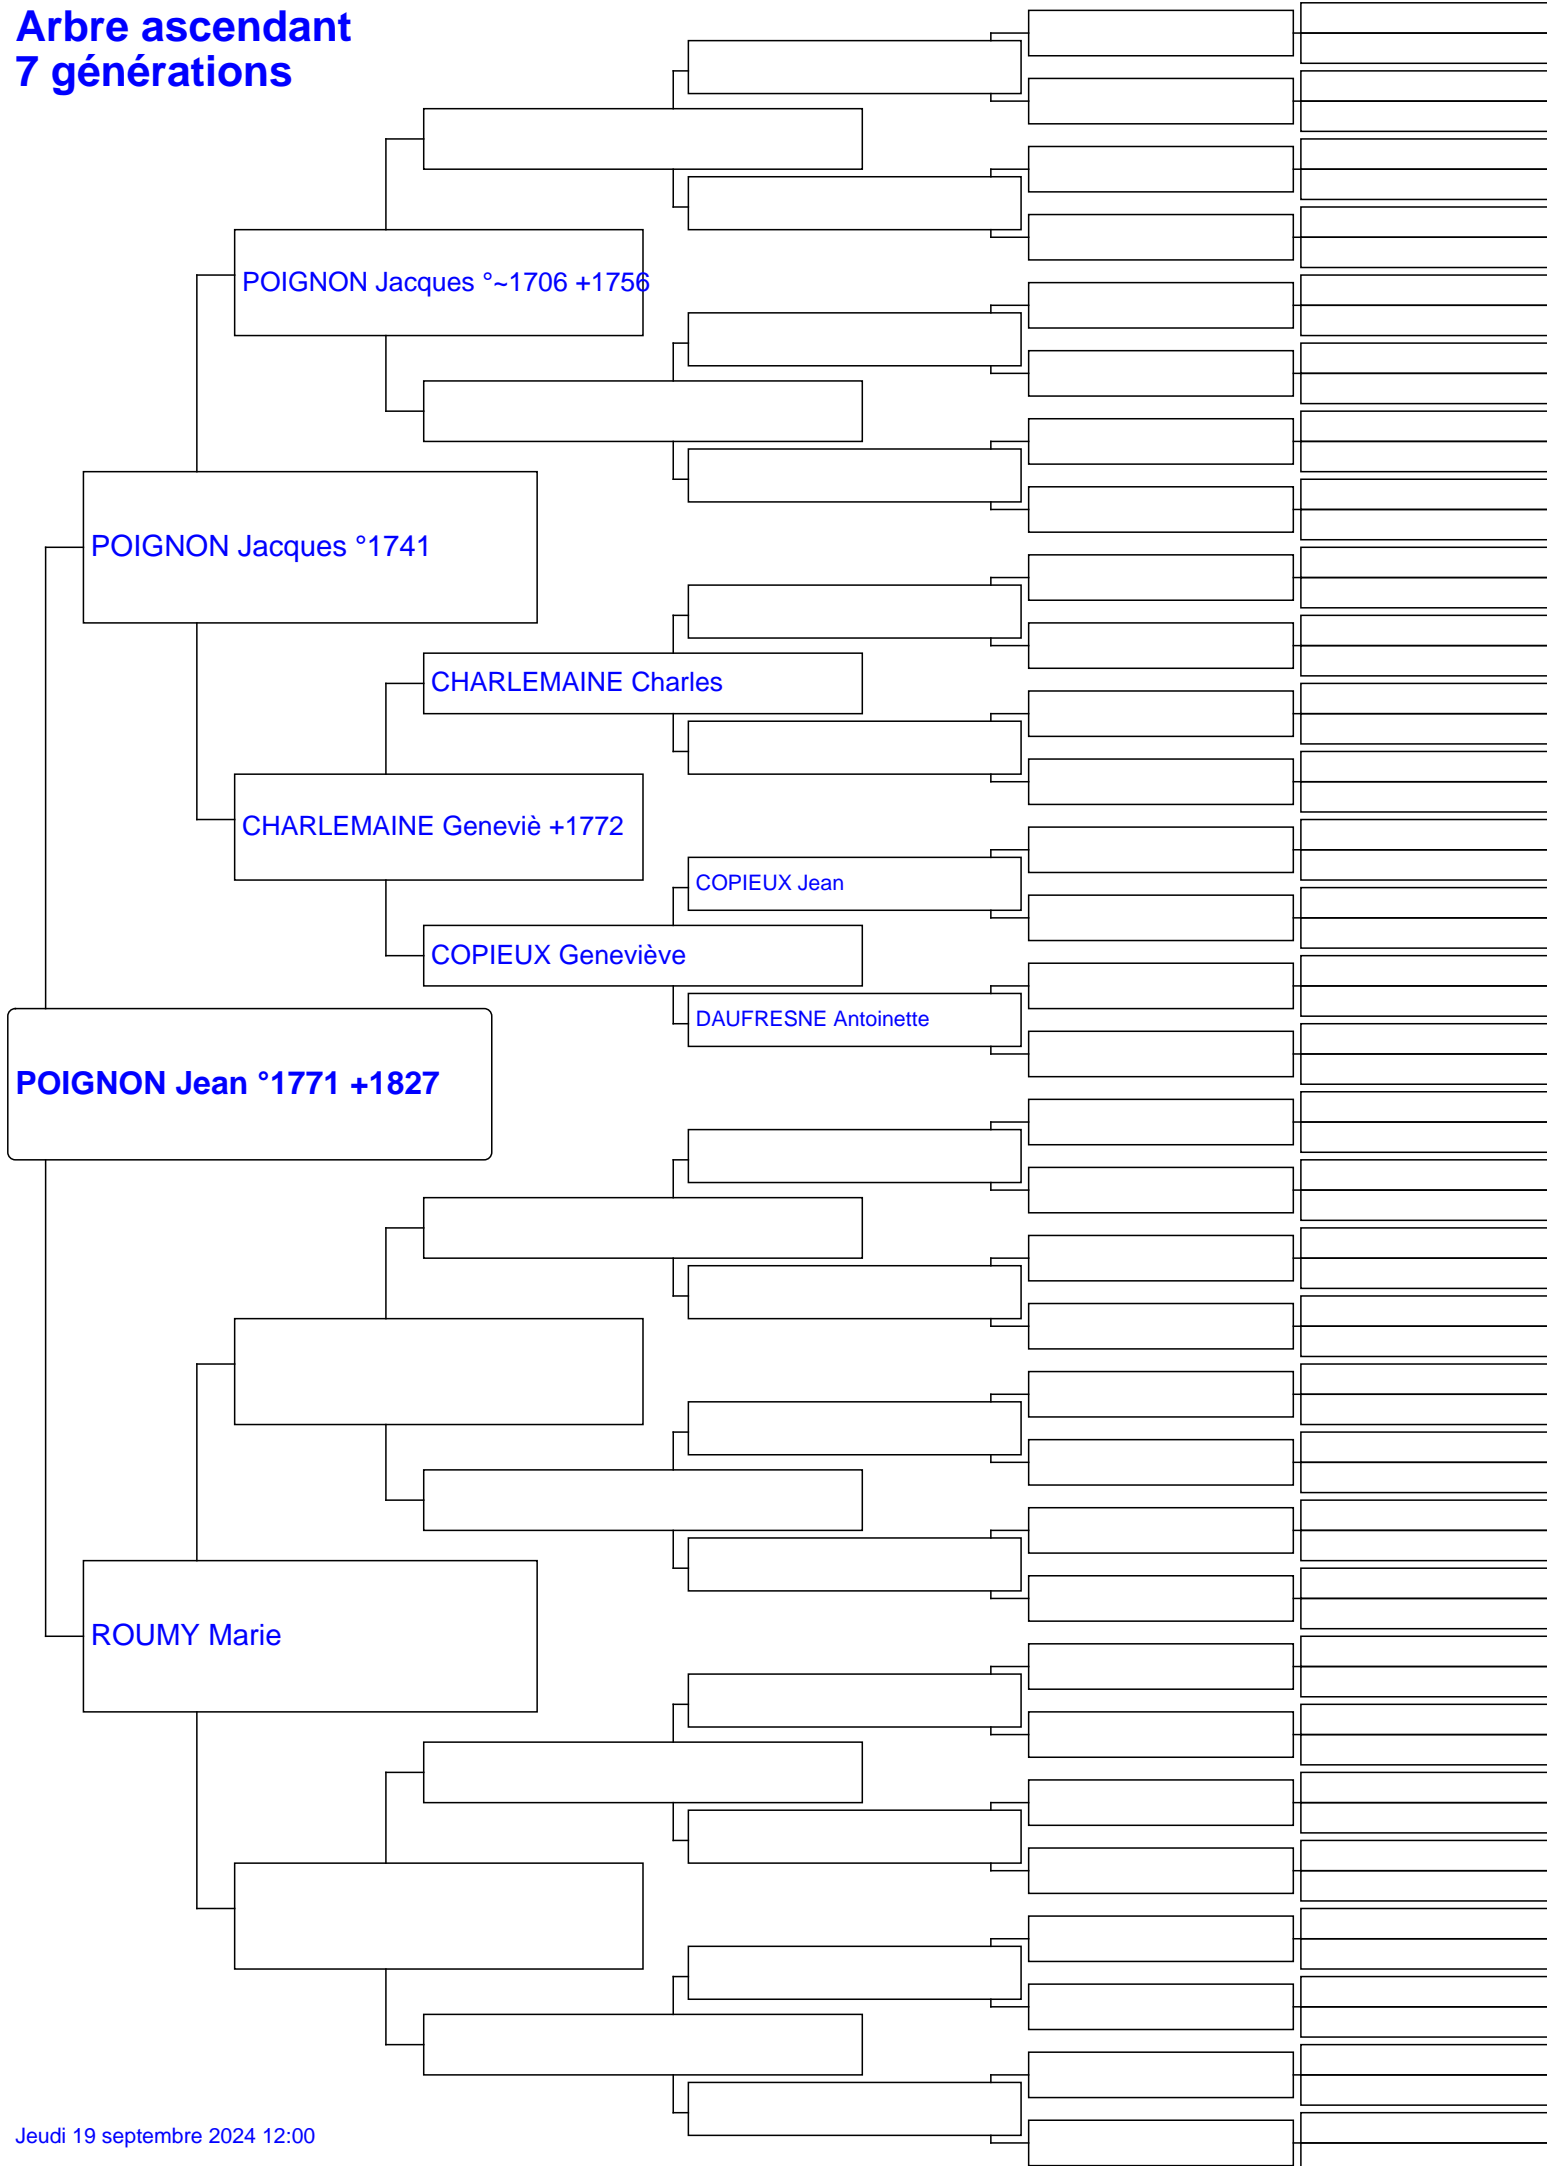 Arbre ascendant
7 générations
POIGNON Jacques °~1706 +1756
POIGNON Jacques °1741
CHARLEMAINE Charles
CHARLEMAINE Geneviè +1772
COPIEUX Jean
COPIEUX Geneviève
DAUFRESNE Antoinette
POIGNON Jean °1771 +1827
ROUMY Marie
Jeudi 19 septembre 2024 12:00